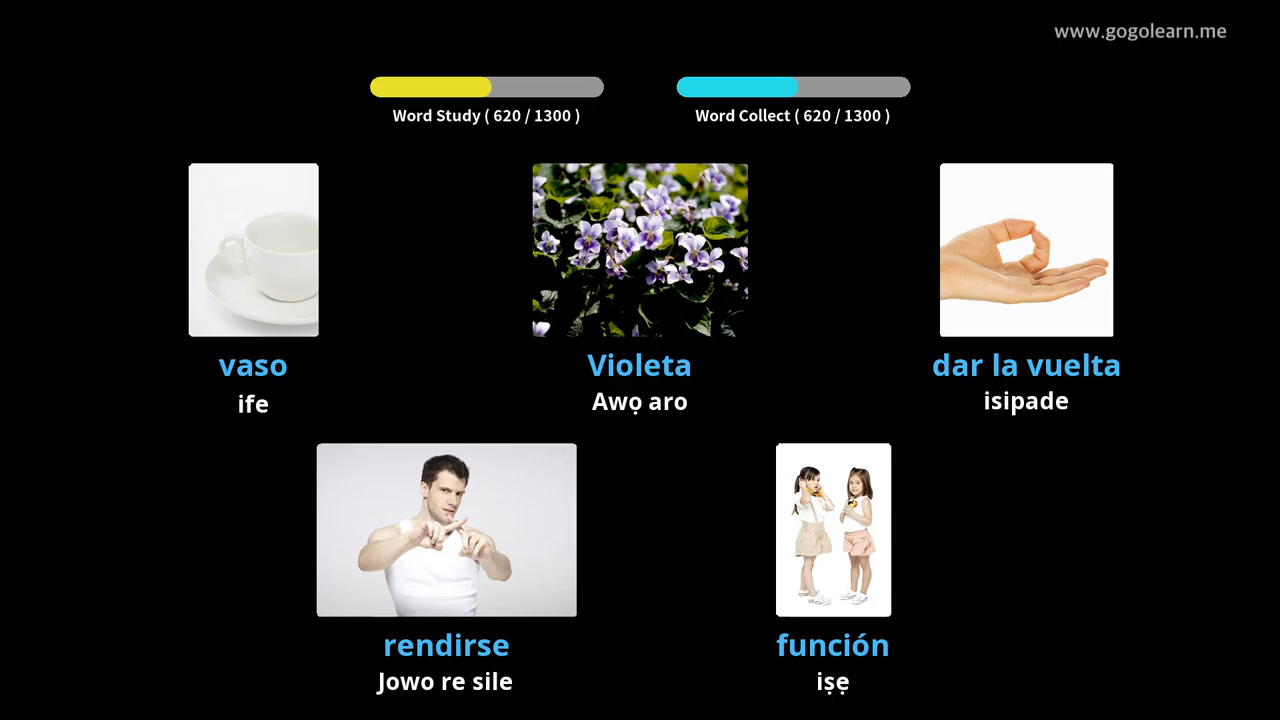 www.gogolearn.me
Word Study ( 620 / 1300 )
Word Collect ( 620 / 1300 )
vaso
ife
Violeta
Awọ aro
dar la vuelta
isipade
rendirse
Jowo re sile
función
iṣẹ